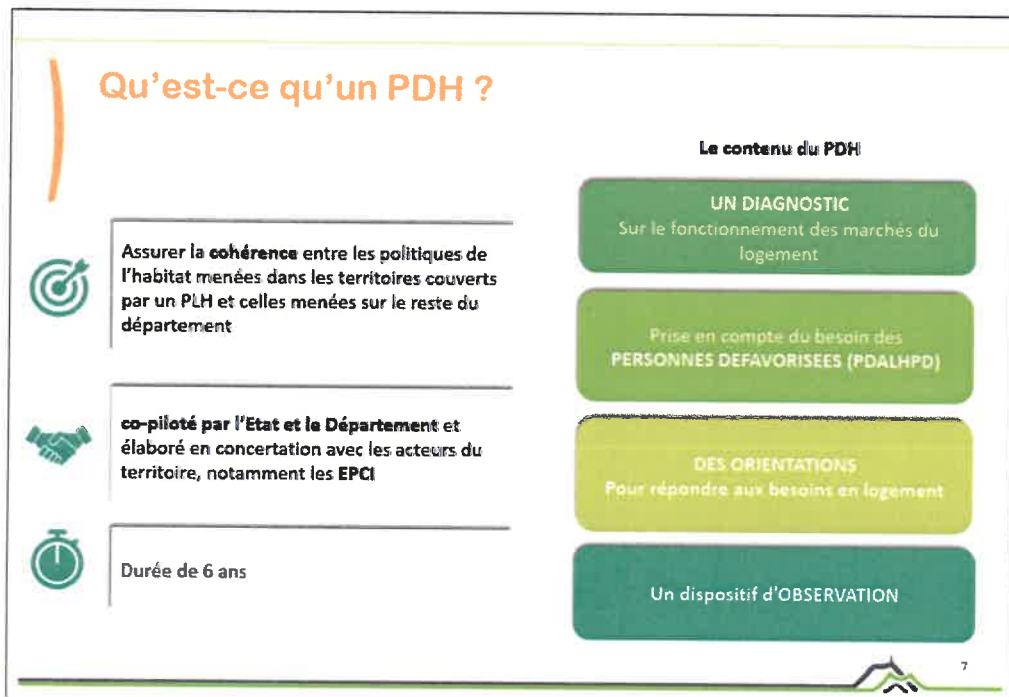 Qu'est-ce qu'un PDH ?
Assurer la cohérence entre les politiques de
l'habitat menées dans les territoires couverts
par un PLH et celles menées sur le reste du
département
co-piloté par l'Etat et le Département et
élaboré en concertation avec les acteurs du
territoire, notamment les EPCI
Durée de 6 ans
Le contenu du PDH
UN DIAGNOSTIC
Sur le fonctionnement des marchés du
logement
Prise en compte du besoin des
PERSONNES DEFAVORISEES (PDALHPD)
DES ORIENTATIONS
Pour répondre aux besoins en logement
Un dispositif d'OBSERVATION
7